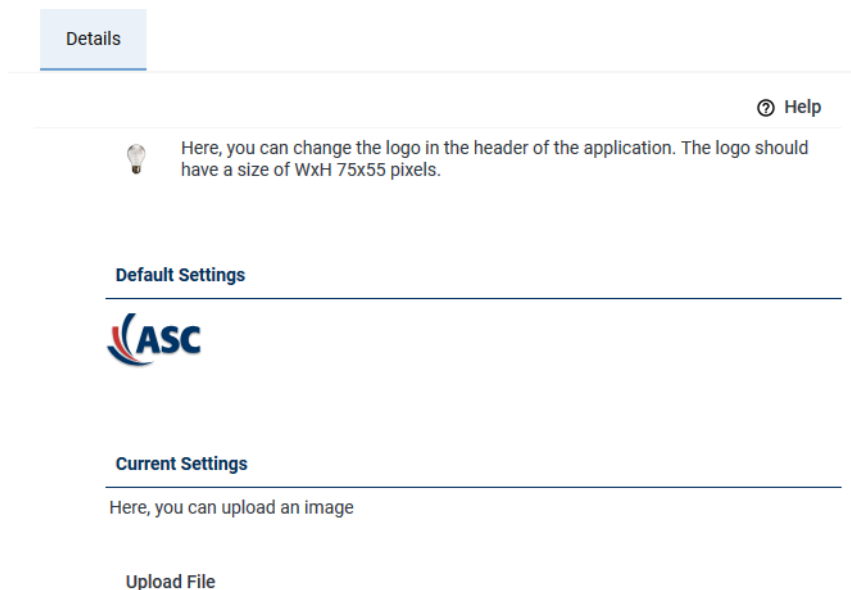 Details
Help
Here, you can change the logo in the header of the application. The logo should
have a size of WxH 75x55 pixels.
Default Settings
ASC
Current Settings
Here, you can upload an image
Upload File